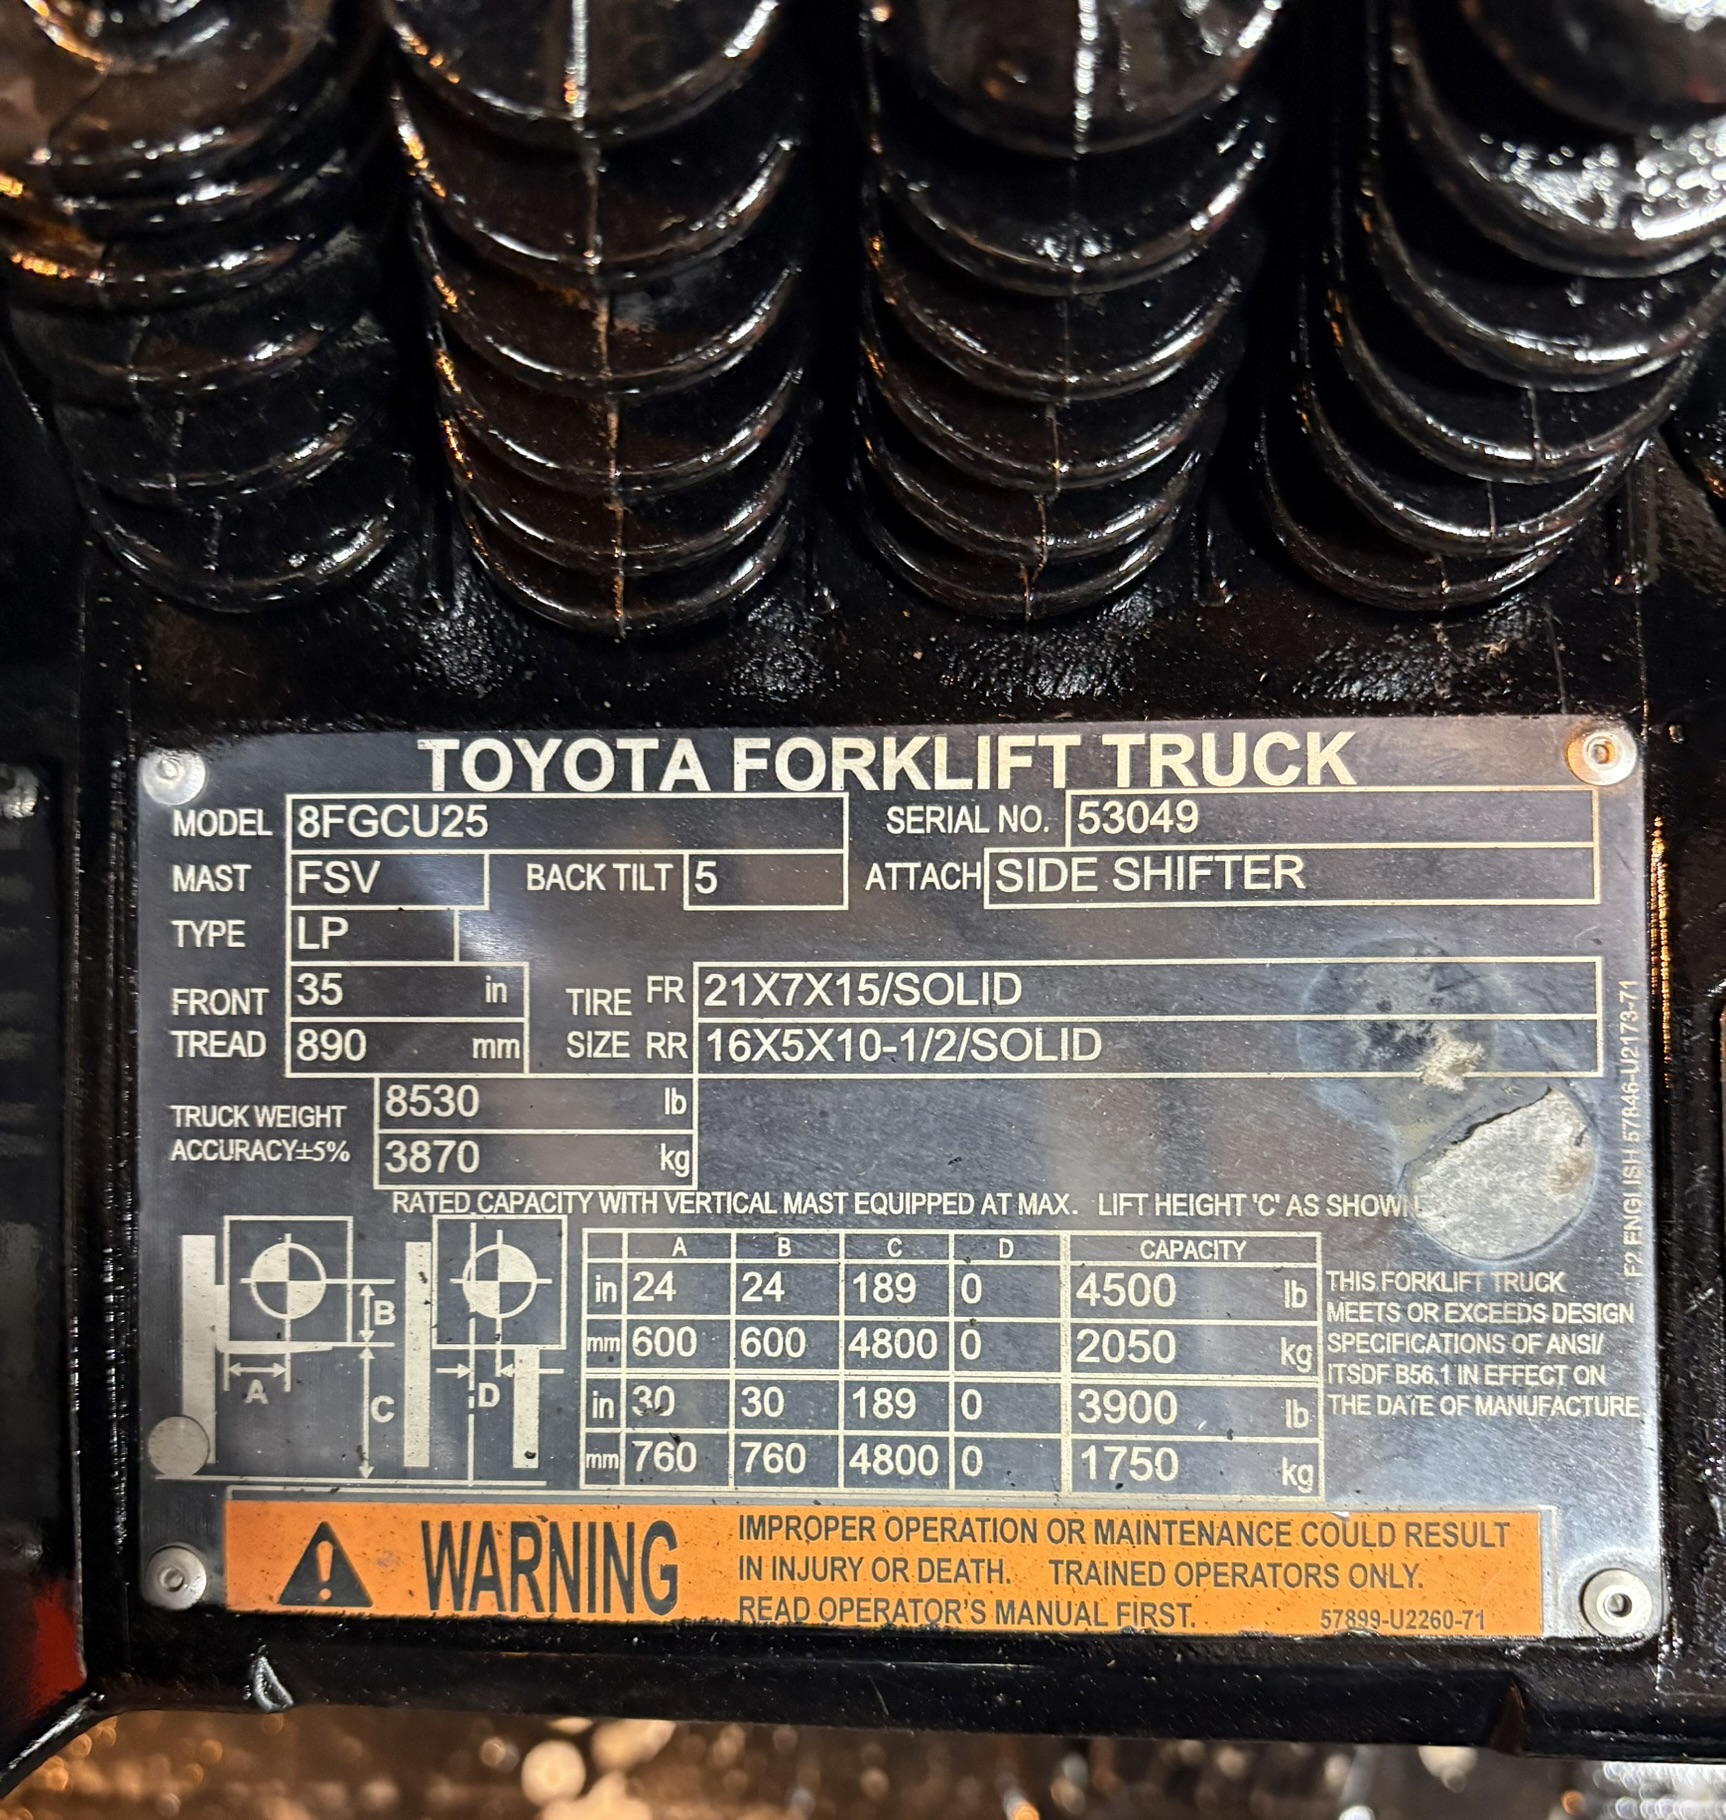 TOYOTA FORKLIFT TRUCK
MODEL 8FGCU25 SERIAL NO. 53049
MAST FSV BACK TILT 5 ATTACH SIDE SHIFTER
TYPE LP
FRONT 35 in TIRE FR 21X7X15/SOLID
TREAD 890 mm SIZE RR 16X5X10-1/2/SOLID
TRUCK WEIGHT 8530 lb
ACCURACY±5% 3870 kg
RATED CAPACITY WITH VERTICAL MAST EQUIPPED AT MAX. LIFT HEIGHT 'C' AS SHOWN
A B C D CAPACITY
in 24 24 189 0 4500 lb
mm 600 600 4800 0 2050 kg
in 30 30 189 0 3900 lb
mm 760 760 4800 0 1750 kg
B
A
C
D
THIS FORKLIFT TRUCK
MEETS OR EXCEEDS DESIGN
SPECIFICATIONS OF ANSI/
ITSDF B56.1 IN EFFECT ON
THE DATE OF MANUFACTURE
F2 ENGLISH 57846-U2173-71
WARNING
IMPROPER OPERATION OR MAINTENANCE COULD RESULT
IN INJURY OR DEATH. TRAINED OPERATORS ONLY.
READ OPERATOR'S MANUAL FIRST. 57899-U2260-71